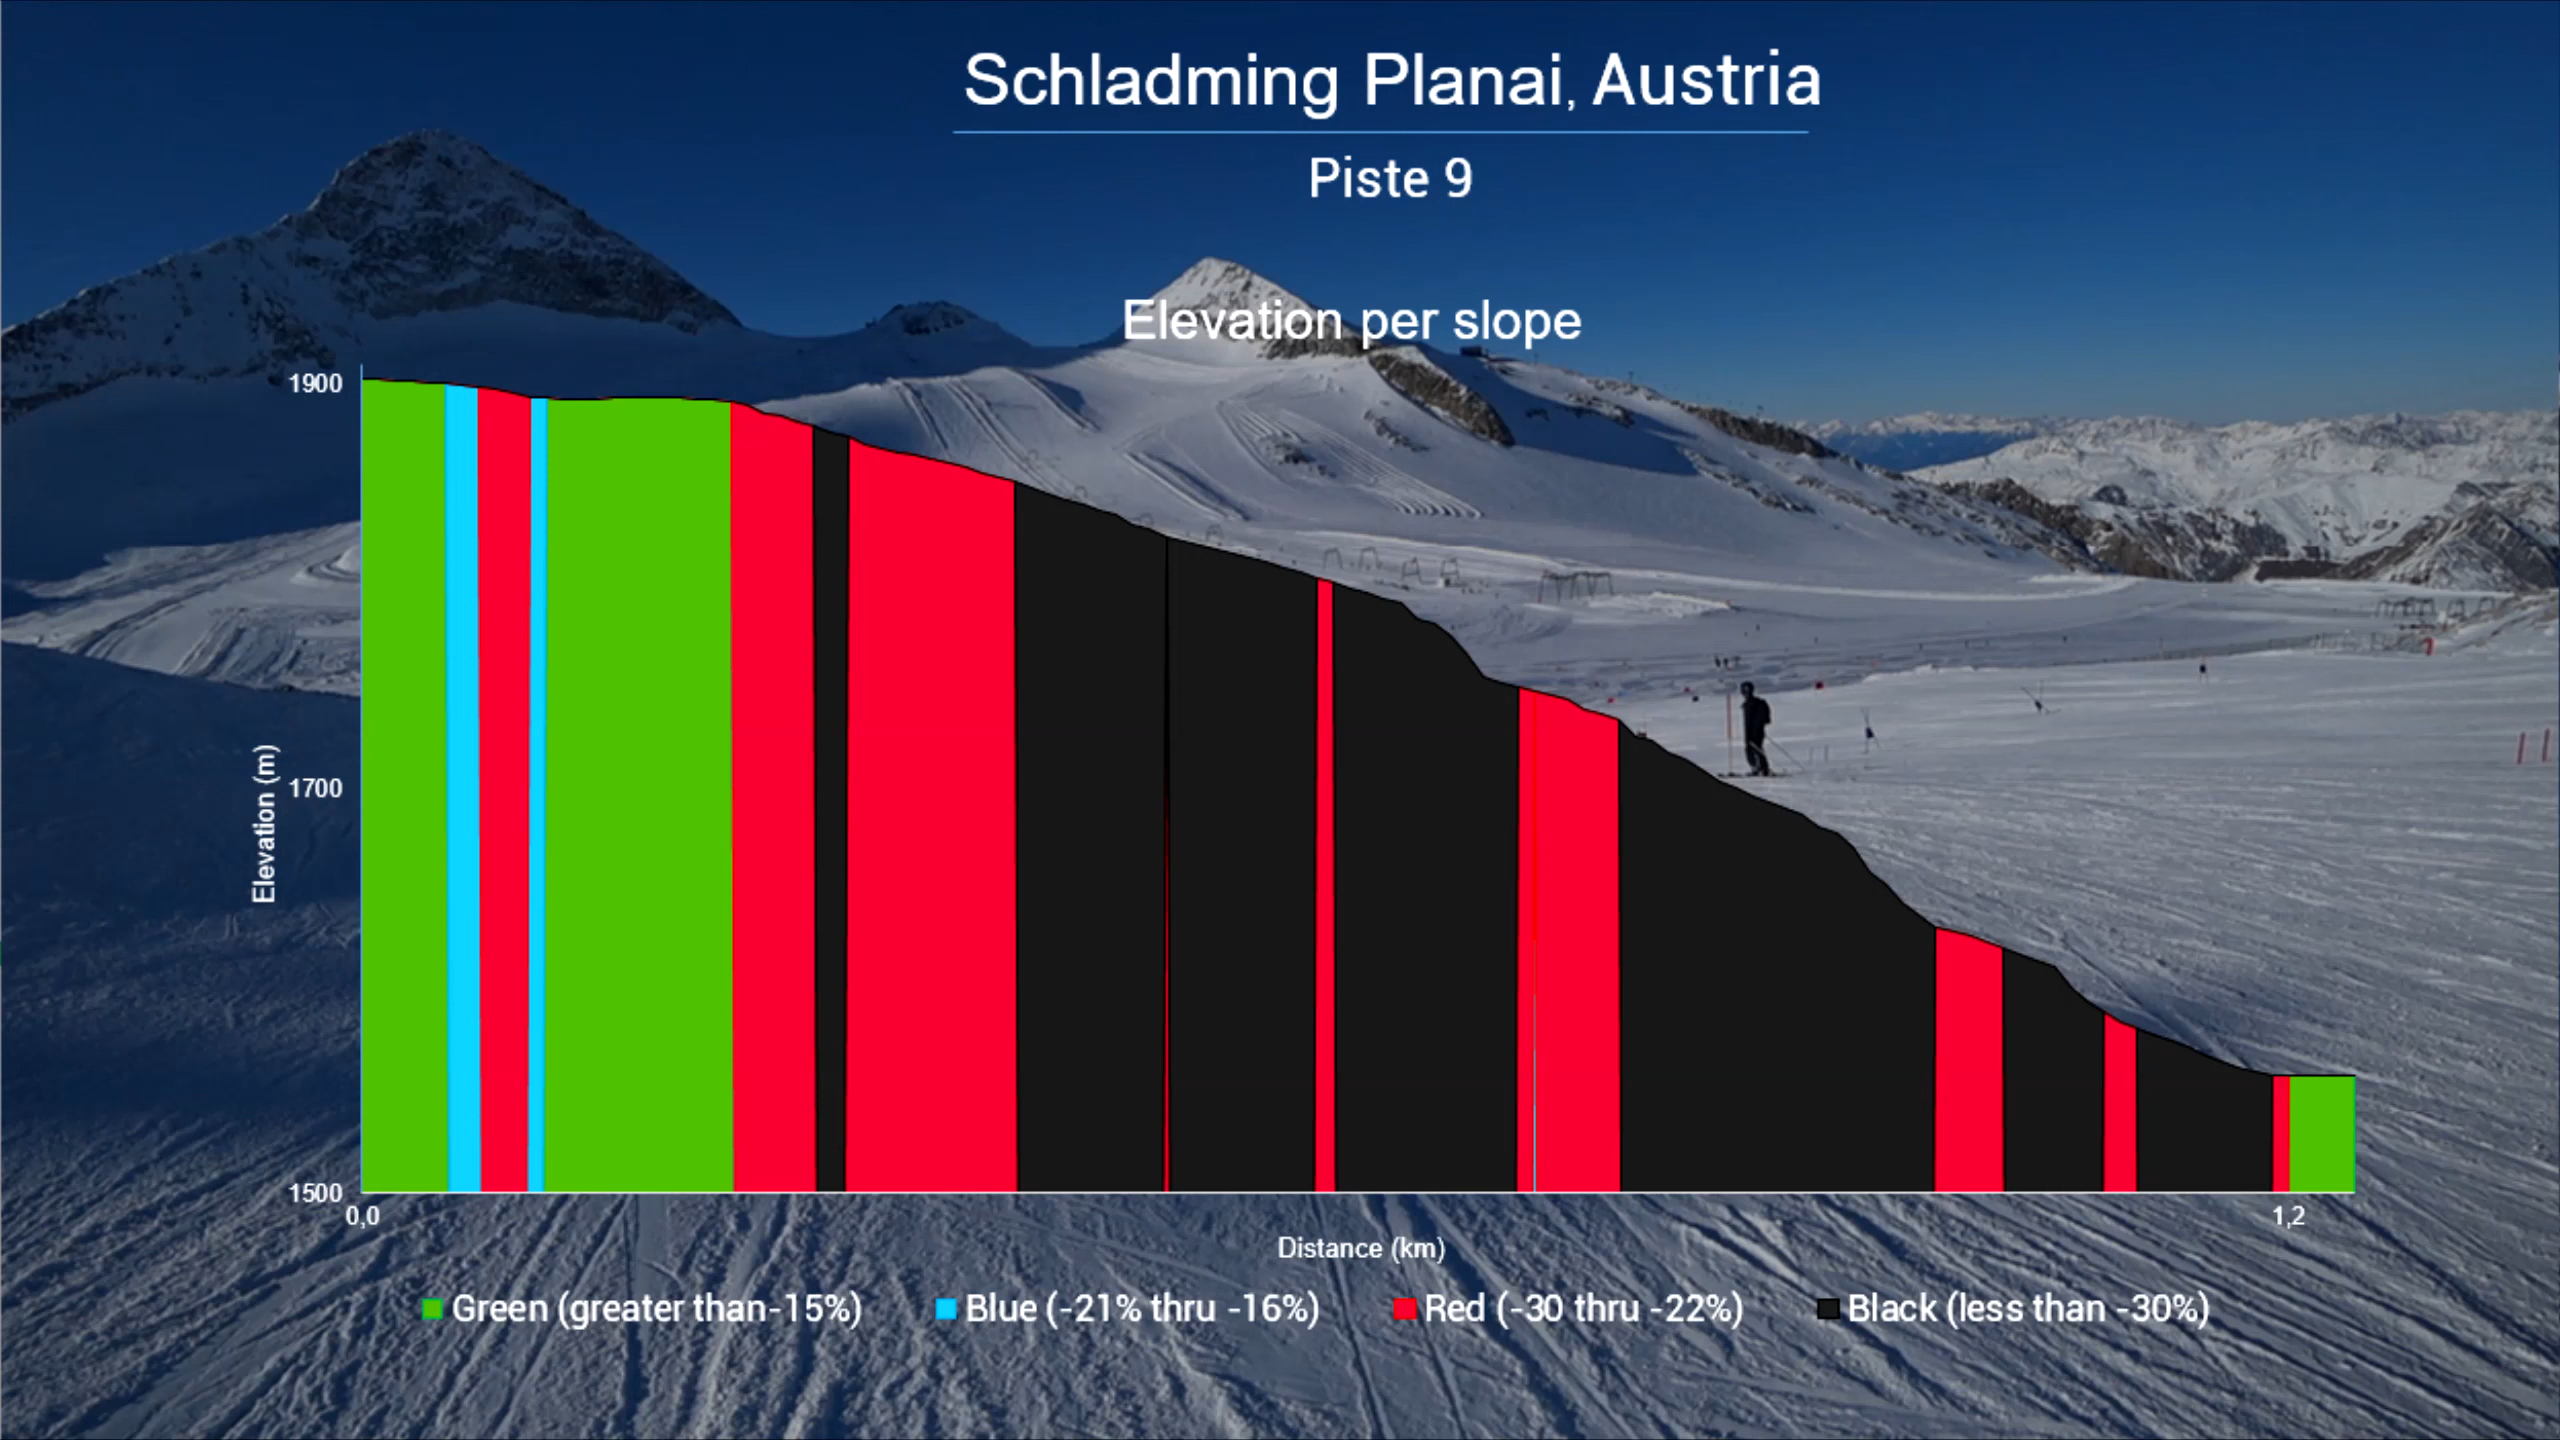 Schladming Planai, Austria
Piste 9
Elevation per slope
1900
1700
1500
Elevation (m)
0,0
1,2
Distance (km)
Green (greater than-15%)
Blue (-21% thru -16%)
Red (-30 thru -22%)
Black (less than -30%)